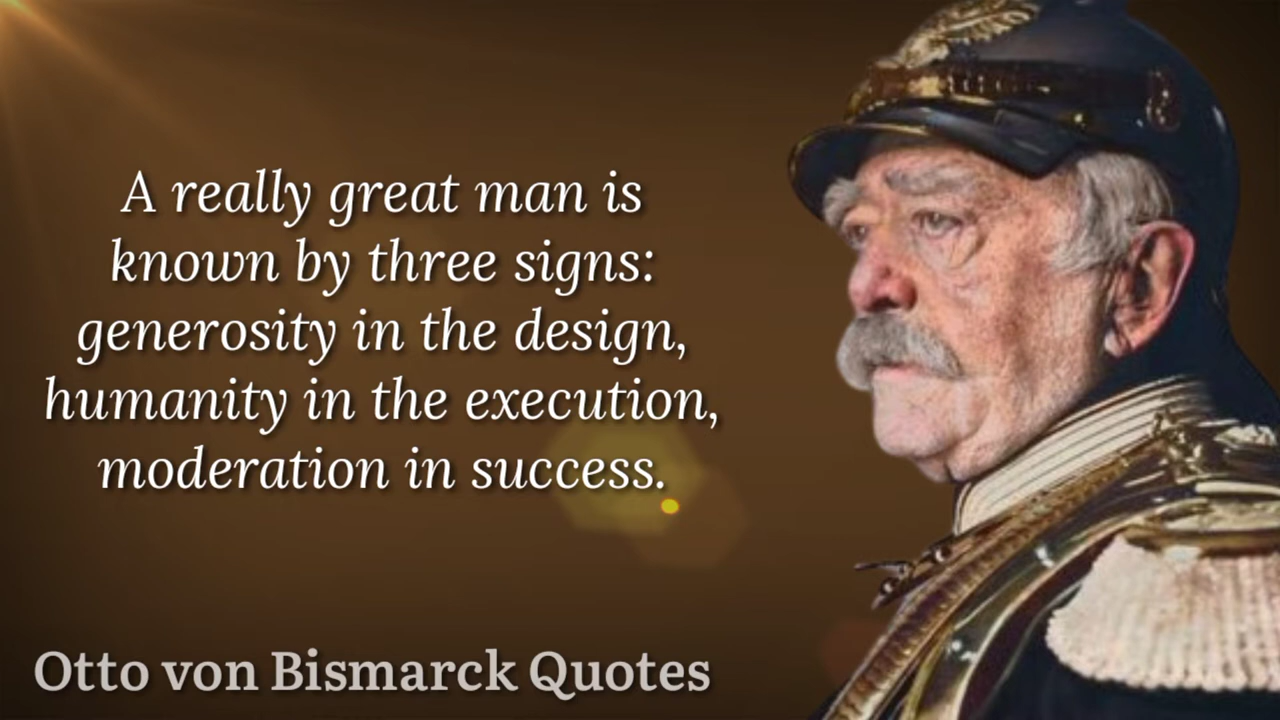 A really great man is
known by three signs:
generosity in the design,
humanity in the execution,
moderation in success.
Otto von Bismarck Quotes